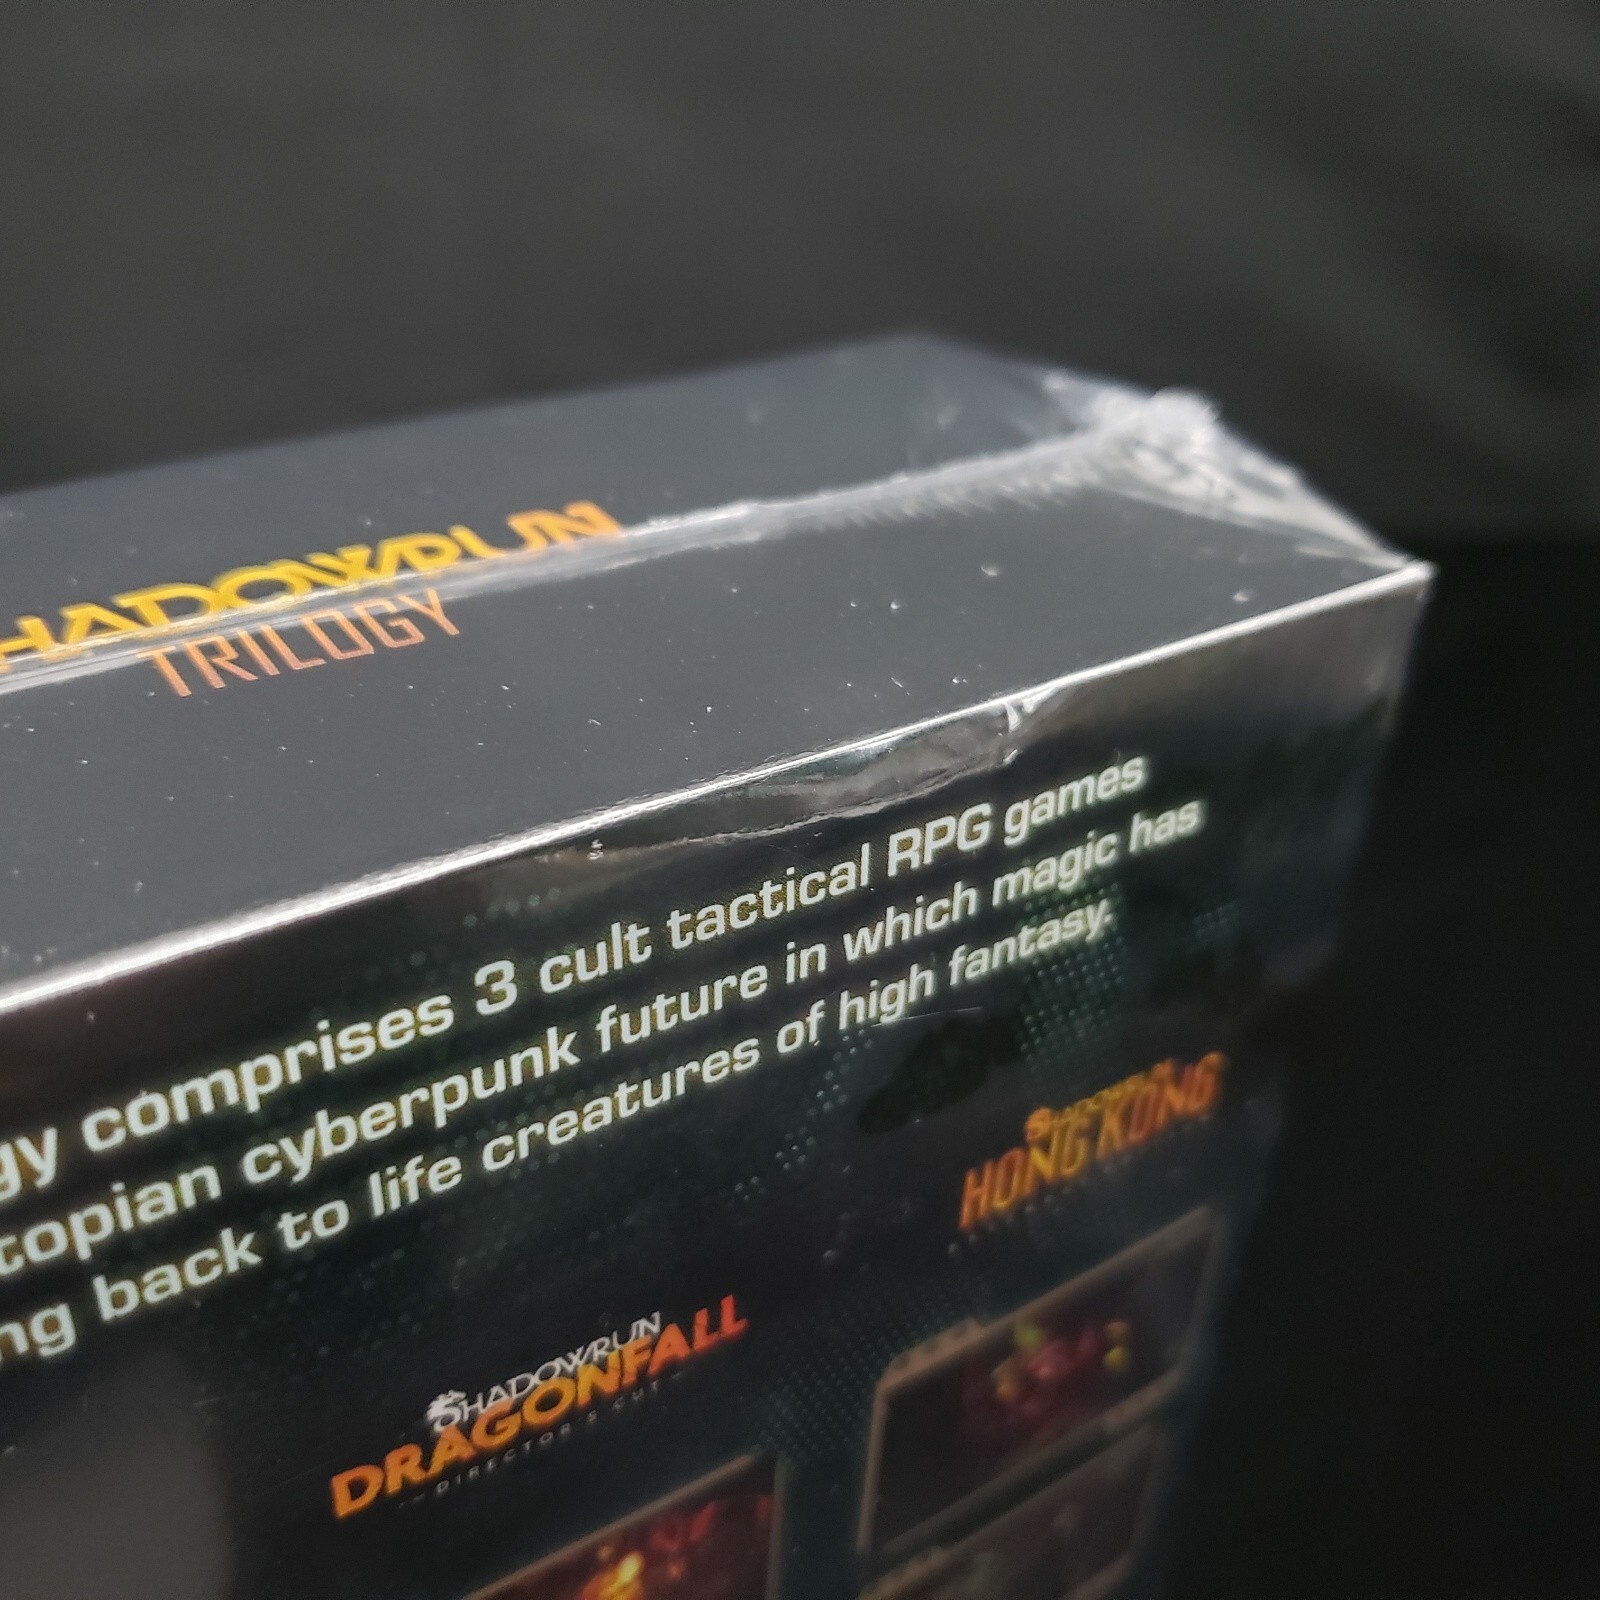 HADOWRUN
TRILOGY
gy comprises 3 cult tactical RPG games
topian cyberpunk future in which magic has
ng back to life creatures of high fantasy.
HONG KONG
SHADOWRUN
DRAGONFALL
DIRECTOR'S CUT